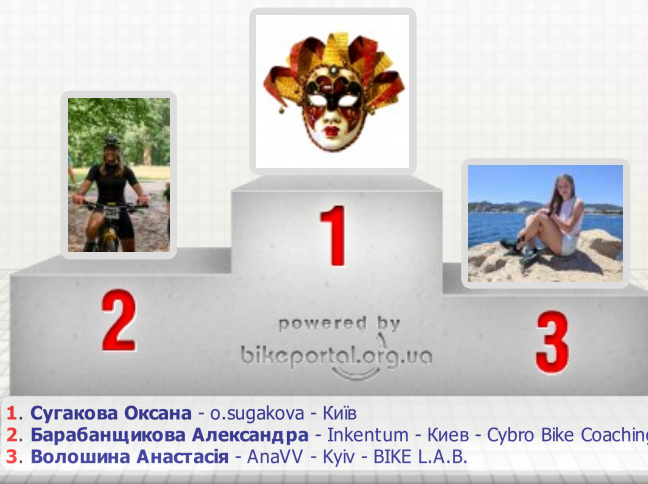 1
2
3
powered by
bikeportal.org.ua
1. Сугакова Оксана - o.sugakova - Київ
2. Барабанщикова Александра - Inkentum - Киев - Cybro Bike Coaching
3. Волошина Анастасія - AnaVV - Kyiv - BIKE L.A.B.